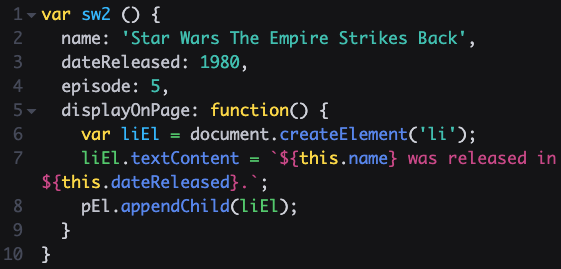 1 var sw2 () {
2 name: 'Star Wars The Empire Strikes Back',
3 dateReleased: 1980,
4 episode: 5,
5 displayOnPage: function() {
6 var liEl = document.createElement('li');
7 liEl.textContent = `${this.name} was released in
${this.dateReleased}.`;
8 pEl.appendChild(liEl);
9 }
10 }